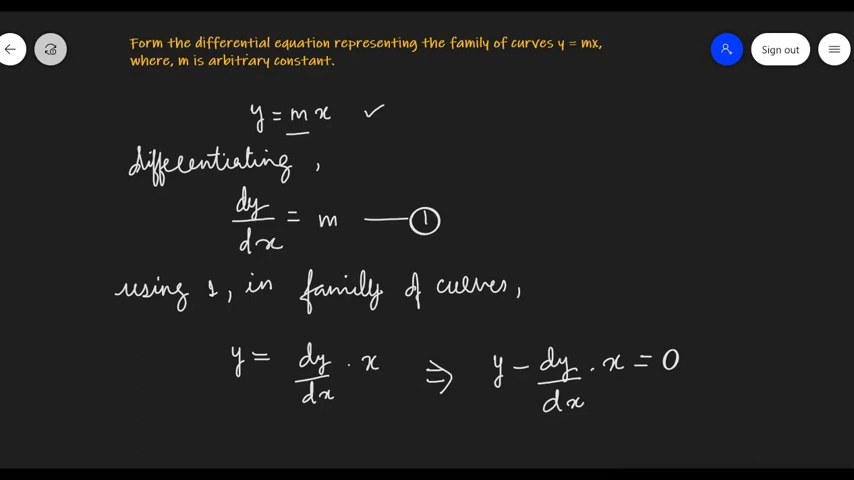 Form the differential equation representing the family of curves y = mx,
where, m is arbitrary constant.
Sign out
y = m x ✓
differentiating,
dy/dx = m —— ①
using 1, in family of curves,
y = dy/dx · x ⇒ y - dy/dx · x = 0